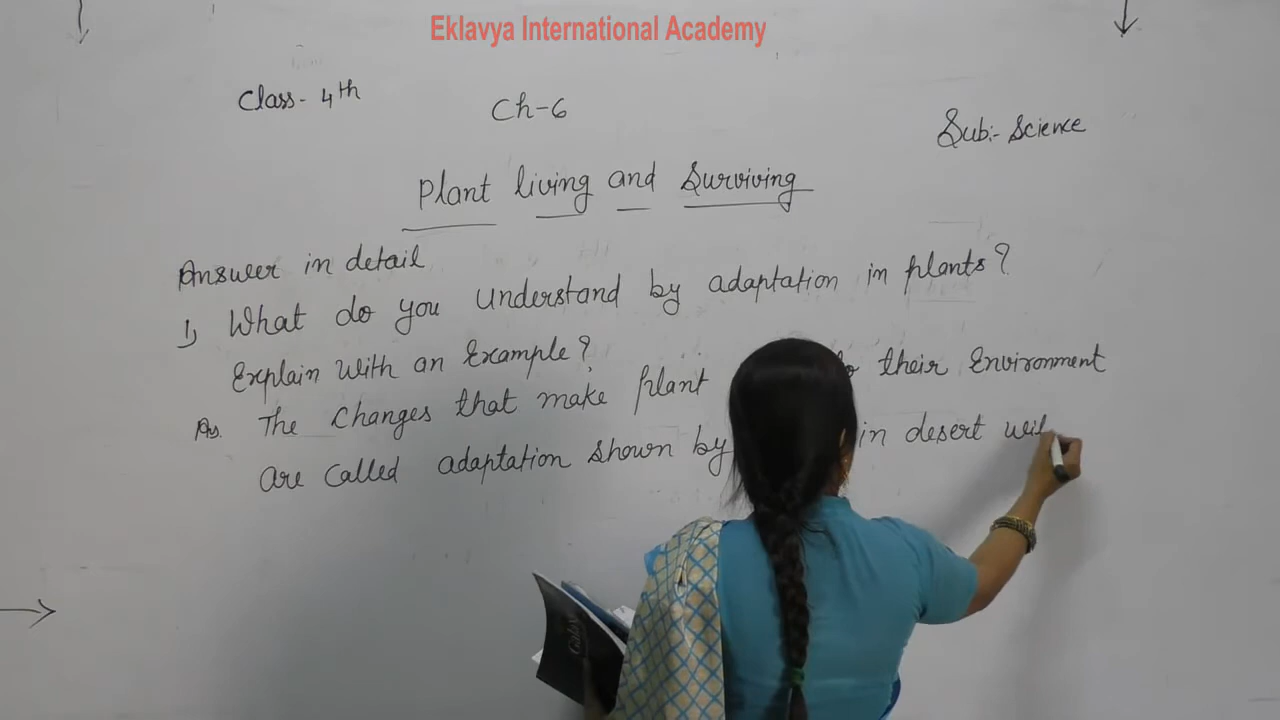 Eklavya International Academy
Class- 4th
Ch-6
Sub:- Science
Plant living and Surviving
Answer in detail
1) What do you understand by adaptation in plants?
Explain with an Example?
As. The Changes that make plant their Environment
are called adaptation shown by in desert